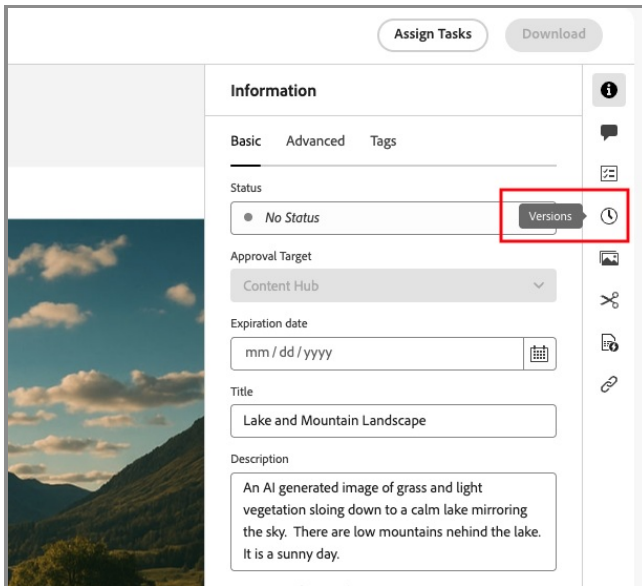 Assign Tasks Download
Information
Basic Advanced Tags
Status
No Status
Versions
Approval Target
Content Hub
Expiration date
mm / dd / yyyy
Title
Lake and Mountain Landscape
Description
An AI generated image of grass and light
vegetation sloing down to a calm lake mirroring
the sky.  There are low mountains nehind the lake.
It is a sunny day.